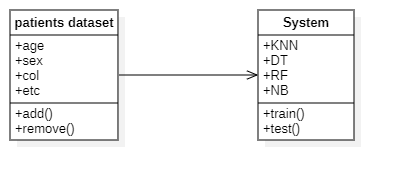 patients dataset
+age
+sex
+col
+etc
+add()
+remove()
System
+KNN
+DT
+RF
+NB
+train()
+test()